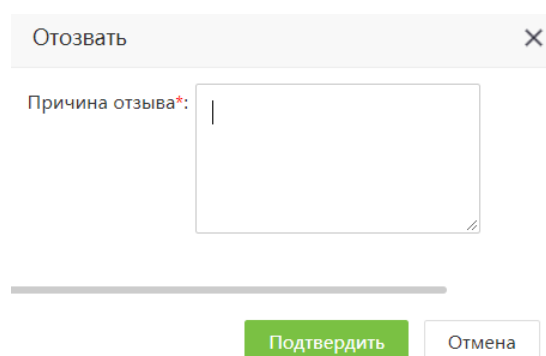 Отозвать
Причина отзыва*:
Подтвердить
Отмена